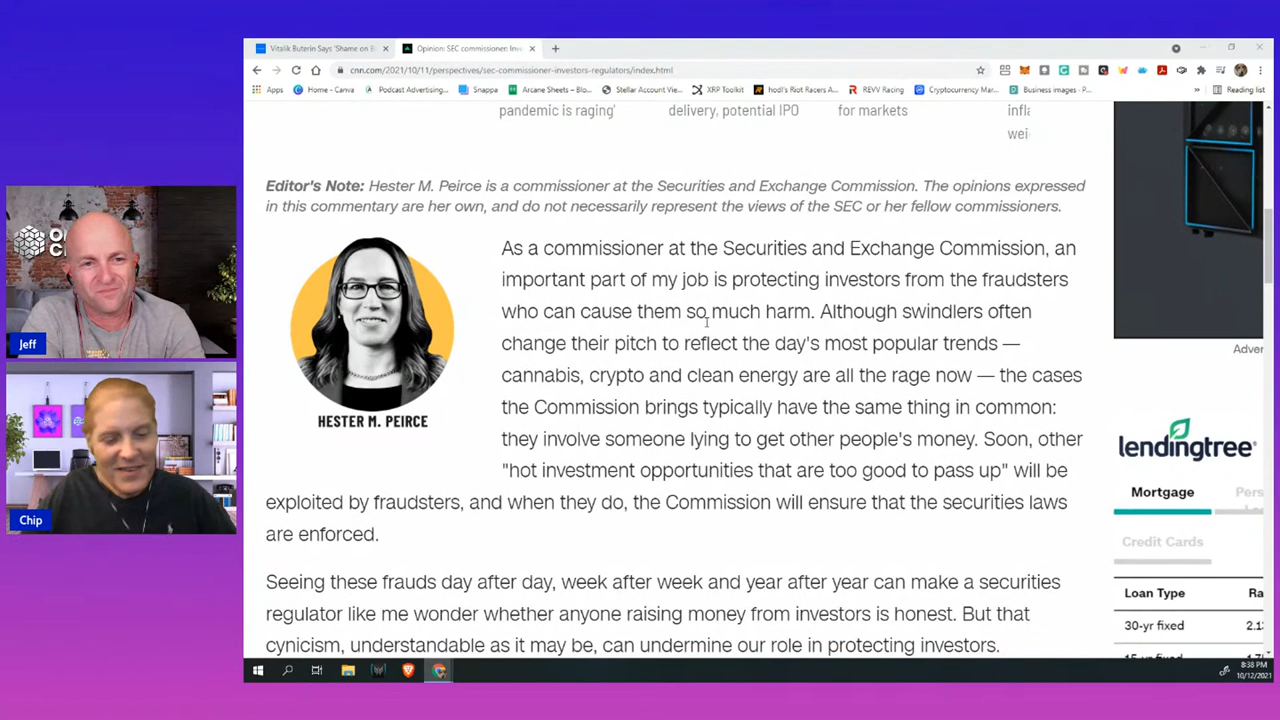 Vitalik Buterin Says 'Shame on B
Opinion: SEC commissioner: Inv
cnn.com/2021/10/11/perspectives/sec-commissioner-investors-regulators/index.html
Apps
Home - Canva
Podcast Advertising...
Snappa
Arcane Sheets – Blo...
Stellar Account Vie...
XRP Toolkit
hodl's Riot Racers A...
REVV Racing
Cryptocurrency Mar...
Business images · P...
Reading list
pandemic is raging'
delivery, potential IPO
for markets
infla
wei
Editor's Note: Hester M. Peirce is a commissioner at the Securities and Exchange Commission. The opinions expressed
in this commentary are her own, and do not necessarily represent the views of the SEC or her fellow commissioners.
HESTER M. PEIRCE
As a commissioner at the Securities and Exchange Commission, an
important part of my job is protecting investors from the fraudsters
who can cause them so much harm. Although swindlers often
change their pitch to reflect the day's most popular trends —
cannabis, crypto and clean energy are all the rage now — the cases
the Commission brings typically have the same thing in common:
they involve someone lying to get other people's money. Soon, other
"hot investment opportunities that are too good to pass up" will be
exploited by fraudsters, and when they do, the Commission will ensure that the securities laws
are enforced.
Seeing these frauds day after day, week after week and year after year can make a securities
regulator like me wonder whether anyone raising money from investors is honest. But that
cynicism, understandable as it may be, can undermine our role in protecting investors.
Adver
lendingtree
Mortgage
Pers
Credit Cards
Loan Type
Ra
30-yr fixed
2.1
15-yr fixed
Jeff
Chip
8:38 PM
10/12/2021